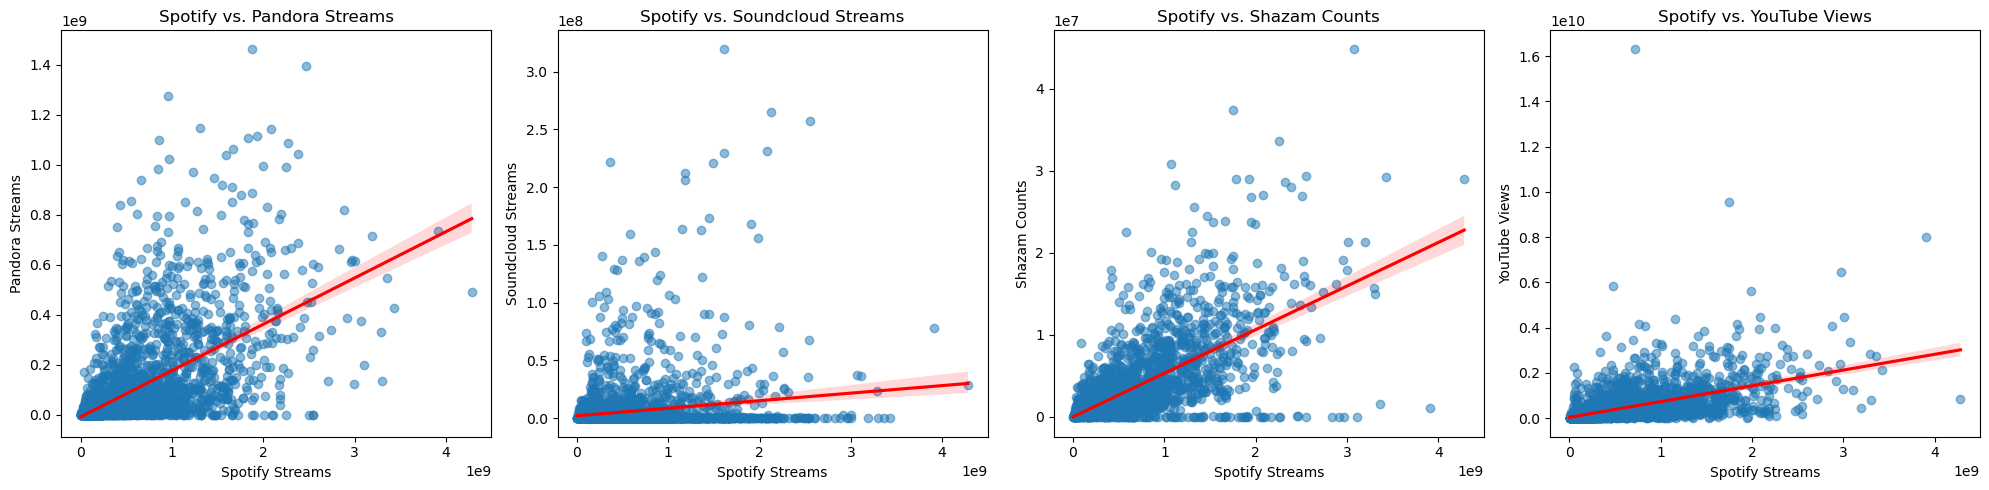 Spotify vs. Pandora Streams
1e9
1.4
1.2
1.0
0.8
0.6
0.4
0.2
0.0
Pandora Streams
0 1 2 3 4
1e9
Spotify Streams
Spotify vs. Soundcloud Streams
1e8
3.0
2.5
2.0
1.5
1.0
0.5
0.0
Soundcloud Streams
0 1 2 3 4
1e9
Spotify Streams
Spotify vs. Shazam Counts
1e7
4
3
2
1
0
Shazam Counts
0 1 2 3 4
1e9
Spotify Streams
Spotify vs. YouTube Views
1e10
1.6
1.4
1.2
1.0
0.8
0.6
0.4
0.2
0.0
YouTube Views
0 1 2 3 4
1e9
Spotify Streams